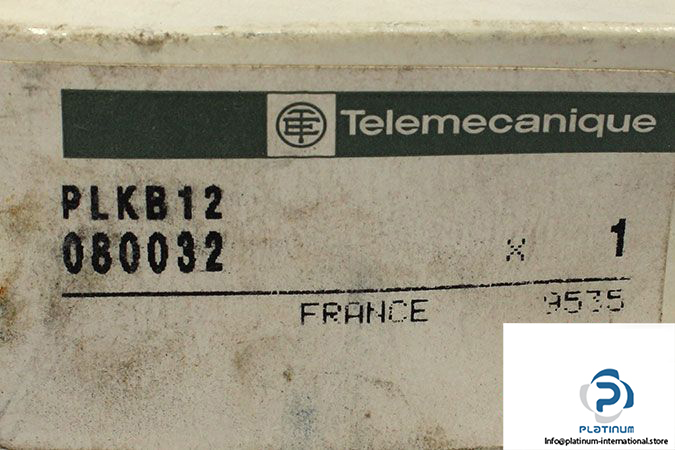 Telemecanique
PLKB12
080032 x 1
FRANCE 9535
PLATINUM
Info@platinum-international.store